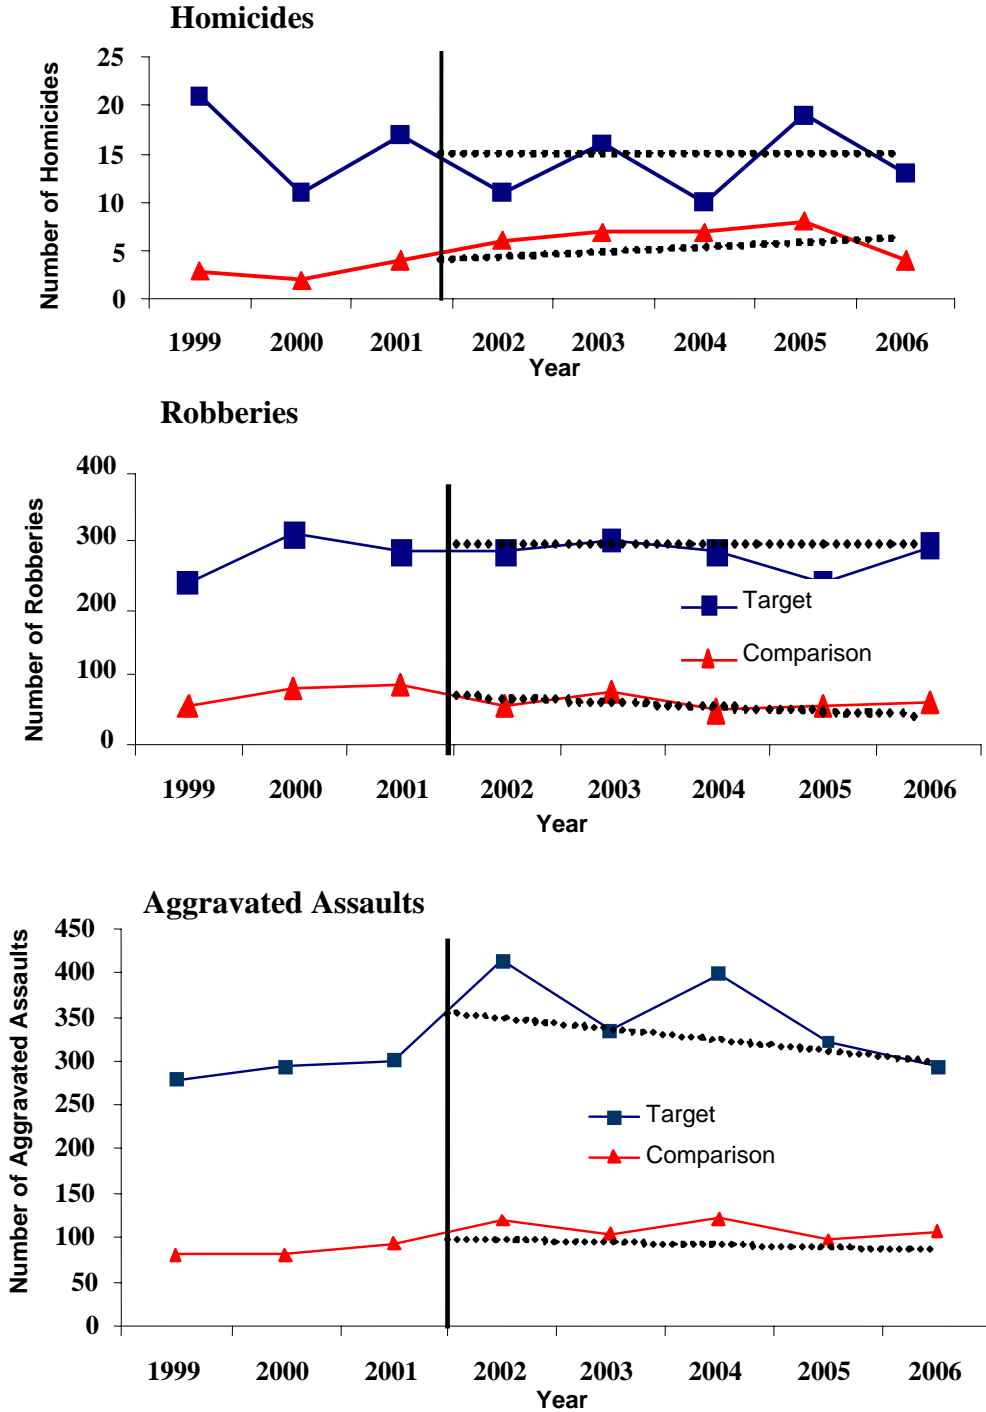 Homicides
Number of Homicides
25
20
15
10
5
0
1999 2000 2001 2002 2003 2004 2005 2006
Year
Robberies
Number of Robberies
400
300
200
100
0
Target
Comparison
1999 2000 2001 2002 2003 2004 2005 2006
Year
Aggravated Assaults
Number of Aggravated Assaults
450
400
350
300
250
200
150
100
50
0
Target
Comparison
1999 2000 2001 2002 2003 2004 2005 2006
Year